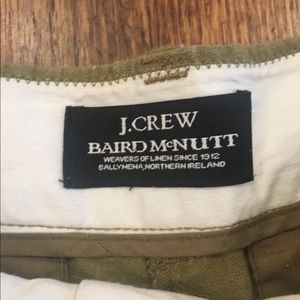 J.CREW
BAIRD McNUTT
WEAVERS OF LINEN SINCE 1912
BALLYMENA, NORTHERN IRELAND